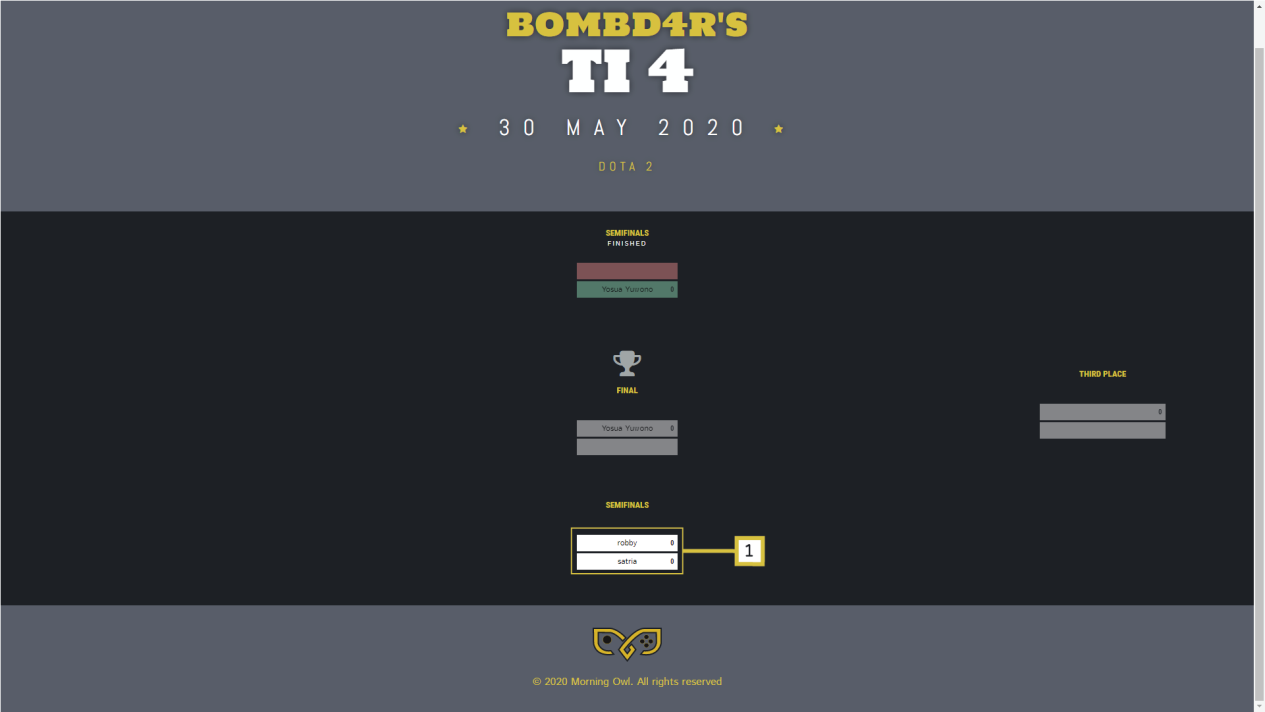 BOMBD4R'S
TI 4
30 MAY 2020
DOTA 2
SEMIFINALS
FINISHED
Yosua Yuwono 0
FINAL
Yosua Yuwono 0
THIRD PLACE
0
SEMIFINALS
robby 0
satria 0
1
© 2020 Morning Owl. All rights reserved